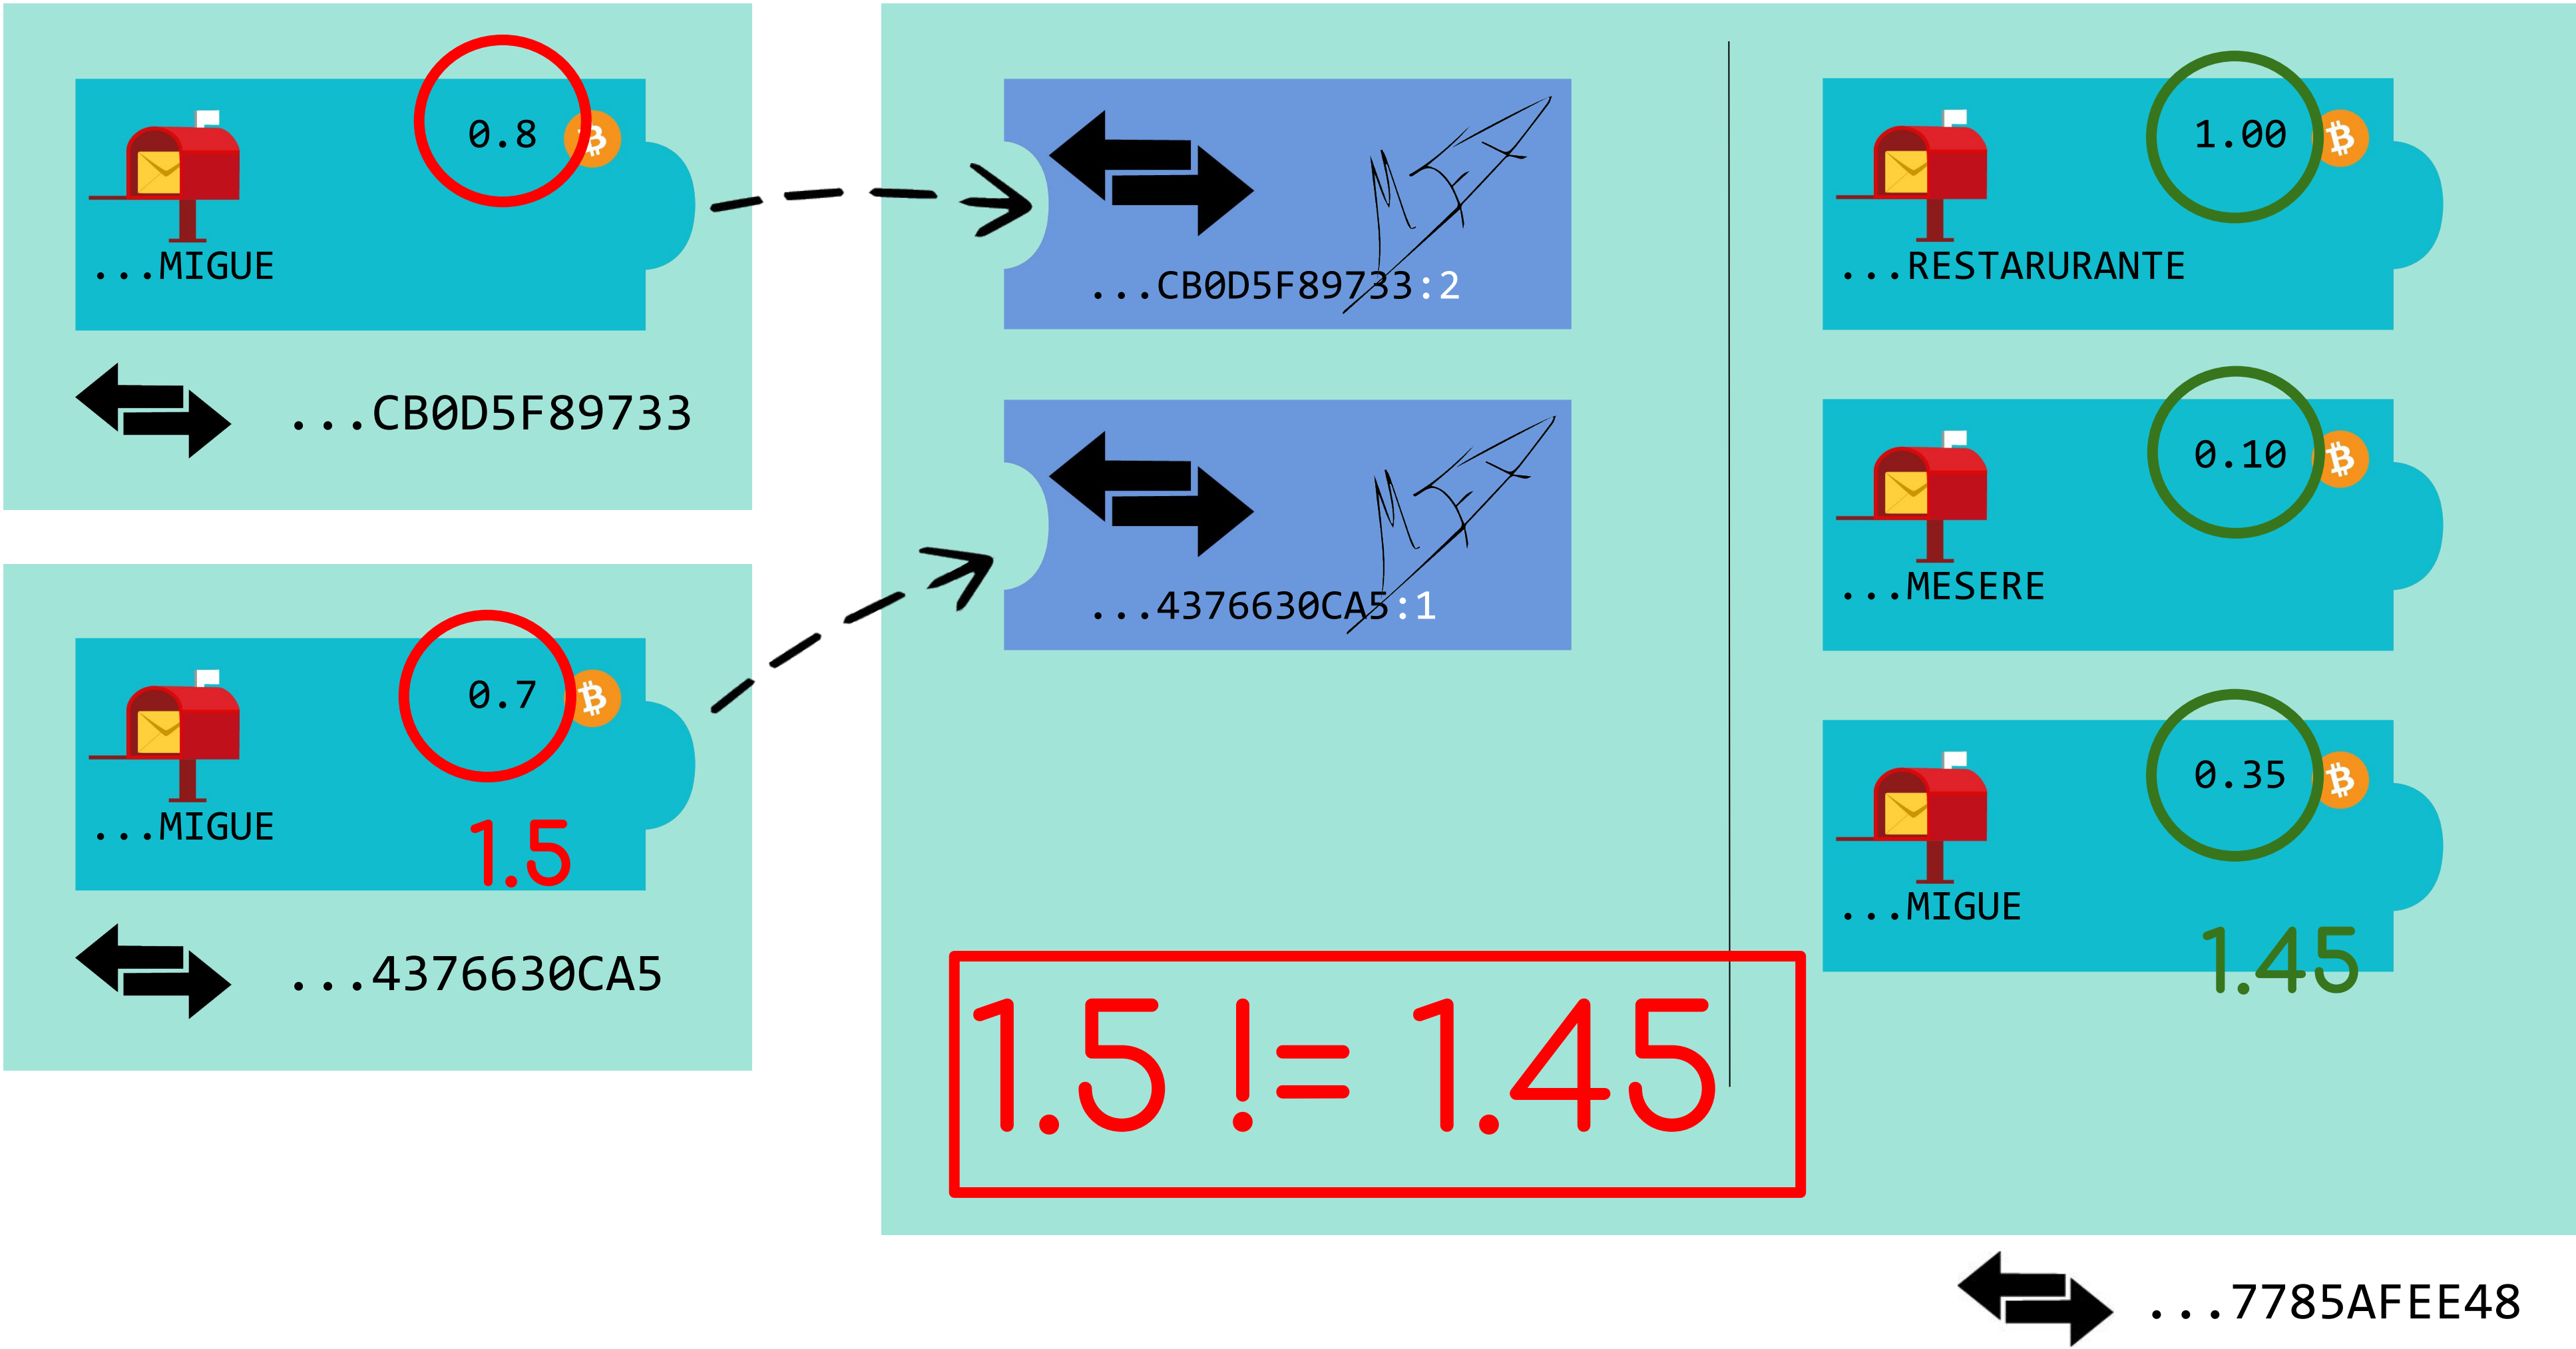 0.8
...MIGUE
...CB0D5F89733
0.7
...MIGUE
1.5
...4376630CA5
...CB0D5F89733:2
...4376630CA5:1
1.5 != 1.45
1.00
...RESTARURANTE
0.10
...MESERE
0.35
...MIGUE
1.45
...7785AFEE48